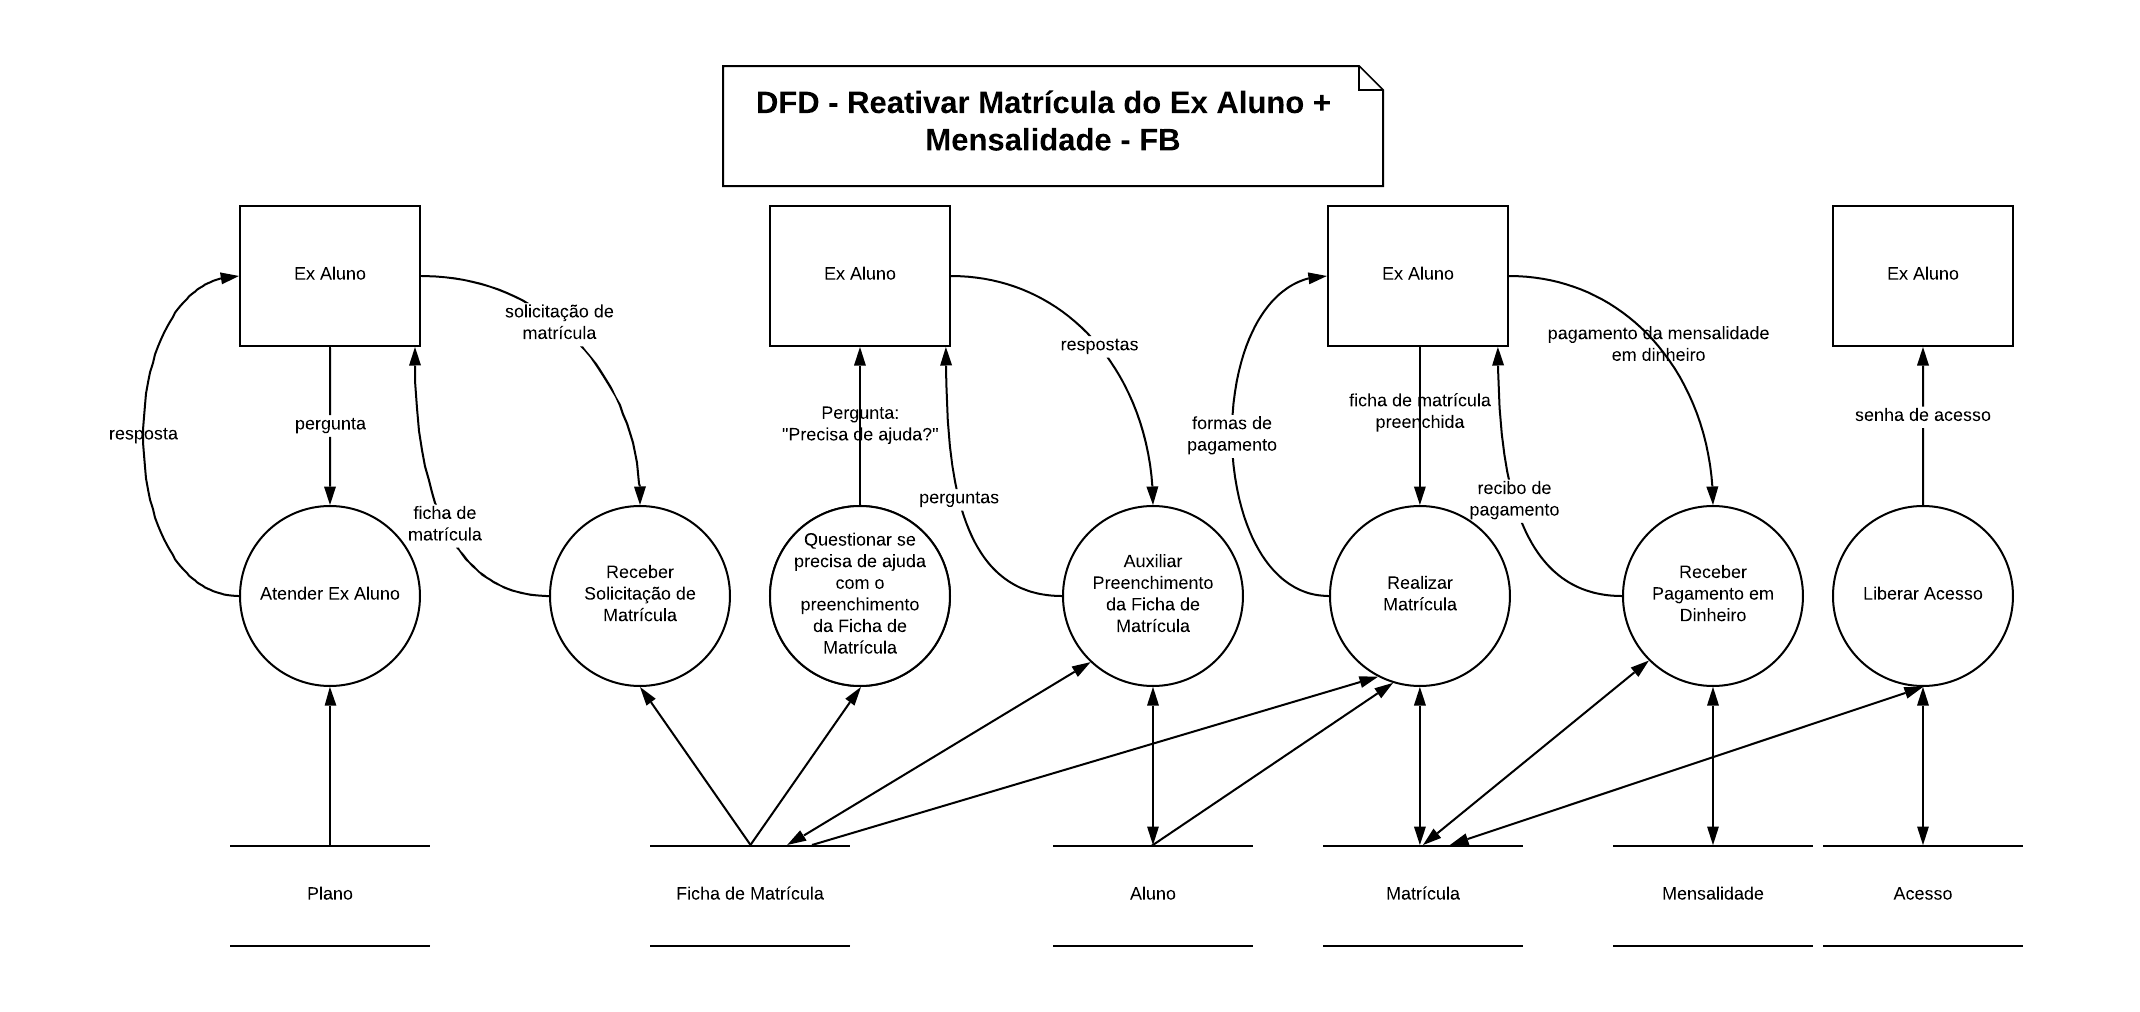 DFD - Reativar Matrícula do Ex Aluno +
Mensalidade - FB
Ex Aluno
Ex Aluno
Ex Aluno
Ex Aluno
solicitação de
matrícula
respostas
pagamento da mensalidade
em dinheiro
resposta
pergunta
Pergunta:
"Precisa de ajuda?"
formas de
pagamento
ficha de matrícula
preenchida
senha de acesso
ficha de
matrícula
perguntas
recibo de
pagamento
Atender Ex Aluno
Receber
Solicitação de
Matrícula
Questionar se
precisa de ajuda
com o
preenchimento
da Ficha de
Matrícula
Auxiliar
Preenchimento
da Ficha de
Matrícula
Realizar
Matrícula
Receber
Pagamento em
Dinheiro
Liberar Acesso
Plano
Ficha de Matrícula
Aluno
Matrícula
Mensalidade
Acesso